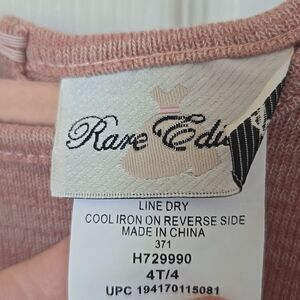 Rare Edi
LINE DRY
COOL IRON ON REVERSE SIDE
MADE IN CHINA
371
H729990
4T/4
UPC 194170115081